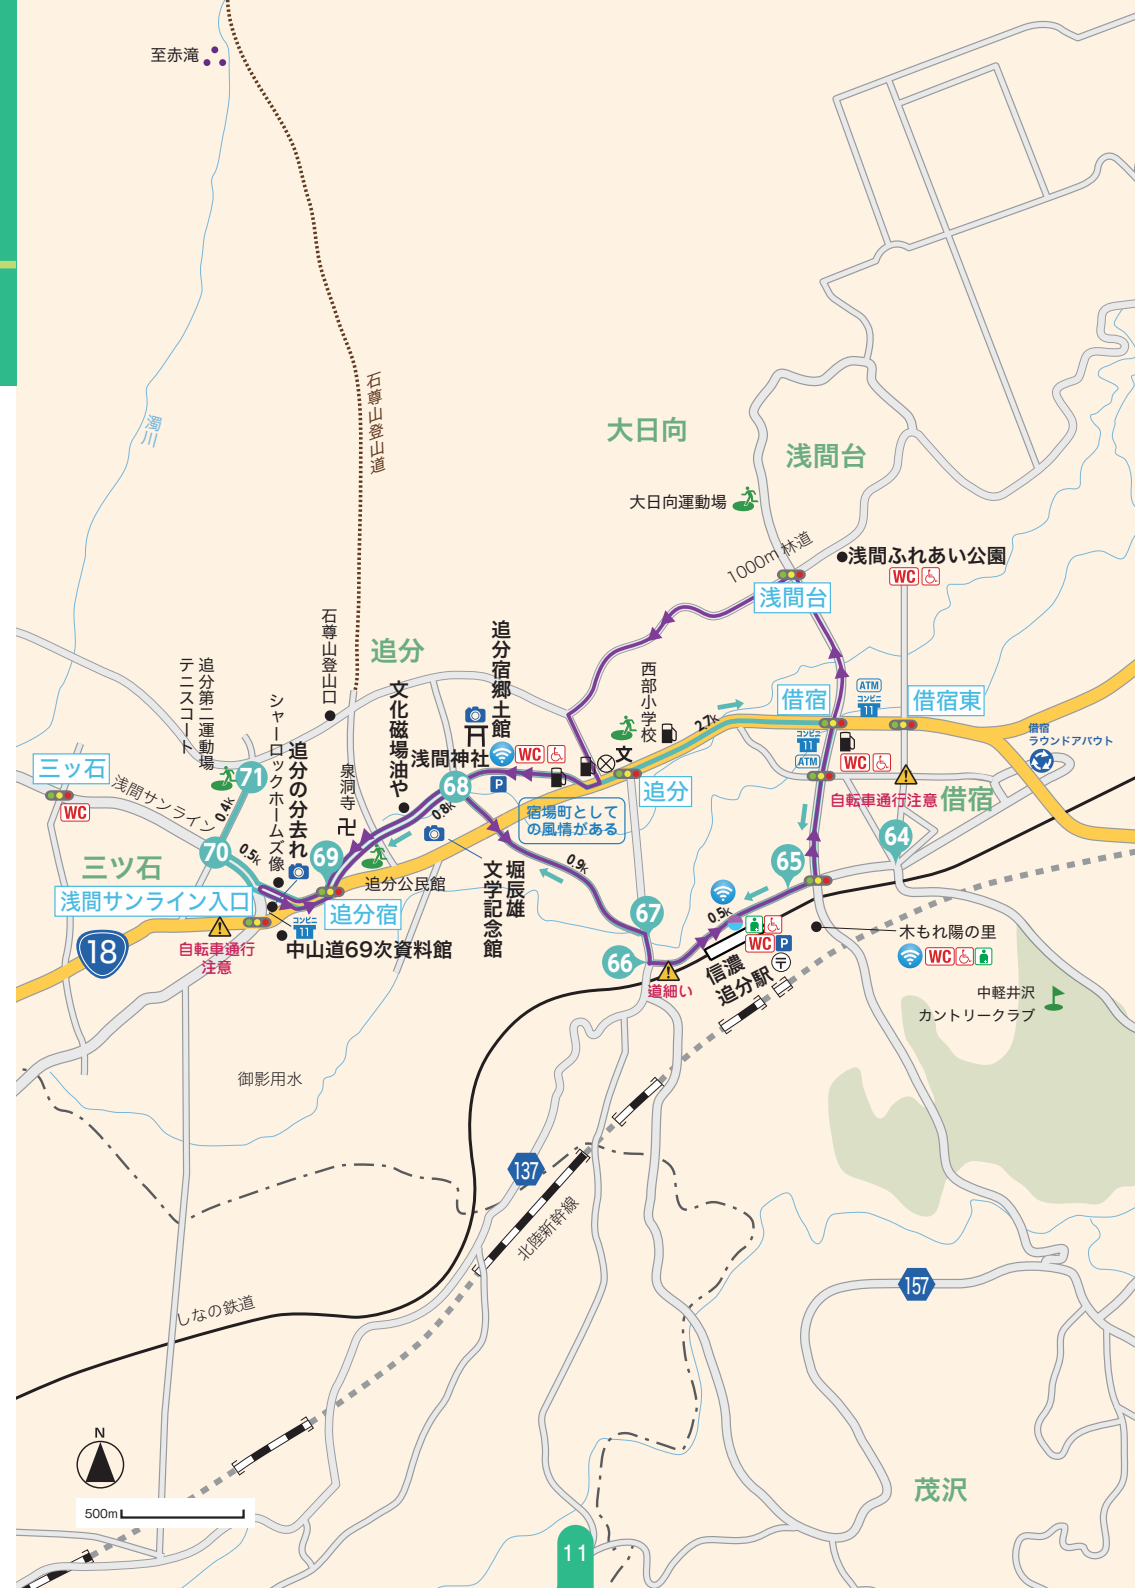 至赤滝
石尊山登山道
濁川
大日向
浅間台
大日向運動場
1000m 林道
浅間ふれあい公園
WC
浅間台
石尊山登山口
追分
追分宿郷土館
追分第二運動場
テニスコート
シャーロックホームズ像
追分の分去れ
文化磁場油や
西部小学校
2.7k
借宿
ATM
コンビニ
11
借宿東
借宿
ラウンドアバウト
三ッ石
WC
浅間サンライン
71
0.4k
泉洞寺
卍
浅間神社
WC
P
68
文
追分
コンビニ
11
ATM
WC
自転車通行注意
借宿
宿場町として
の風情がある
0.8k
64
70
0.5k
69
三ツ石
追分公民館
堀辰雄
文学記念館
0.9k
65
浅間サンライン入口
追分宿
コンビニ
11
67
0.5k
18
自転車通行
注意
中山道69次資料館
66
道細い
WC
P
〒
信濃
追分駅
木もれ陽の里
WC
中軽井沢
カントリークラブ
御影用水
137
北陸新幹線
しなの鉄道
157
茂沢
N
500m
11